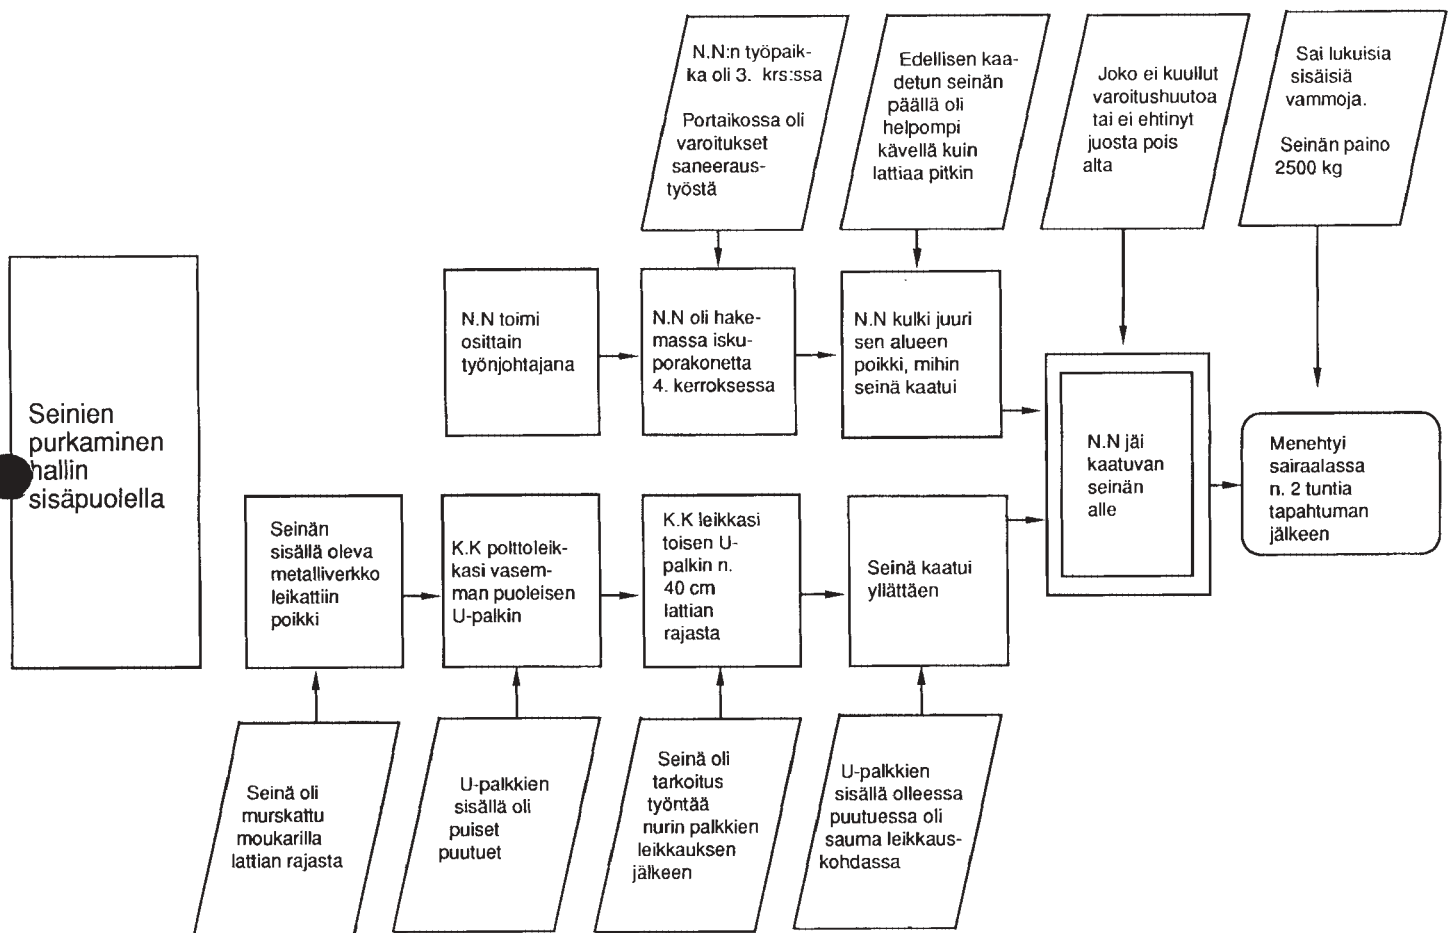 N.N:n työpaik-
ka oli 3. krs:ssa
Portaikossa oli
varoitukset
saneeraus-
työstä
Edellisen kaa-
detun seinän
päällä oli
helpompi
kävellä kuin
lattiaa pitkin
Joko ei kuullut
varoitushuutoa
tai ei ehtinyt
juosta pois
alta
Sai lukuisia
sisäisiä
vammoja.
Seinän paino
2500 kg
Seinien
purkaminen
hallin
sisäpuolella
N.N toimi
osittain
työnjohtajana
N.N oli hake-
massa isku-
porakonetta
4. kerroksessa
N.N kulki juuri
sen alueen
poikki, mihin
seinä kaatui
N.N jäi
kaatuvan
seinän
alle
Menehtyi
sairaalassa
n. 2 tuntia
tapahtuman
jälkeen
Seinän
sisällä oleva
metalliverkko
leikattiin
poikki
K.K polttoleik-
kasi vasem-
man puoleisen
U-palkin
K.K leikkasi
toisen U-
palkin n.
40 cm
lattian
rajasta
Seinä kaatui
yllättäen
Seinä oli
murskattu
moukarilla
lattian rajasta
U-palkkien
sisällä oli
puiset
puutuet
Seinä oli
tarkoitus
työntää
nurin palkkien
leikkauksen
jälkeen
U-palkkien
sisällä olleessa
puutuessa oli
sauma leikkaus-
kohdassa